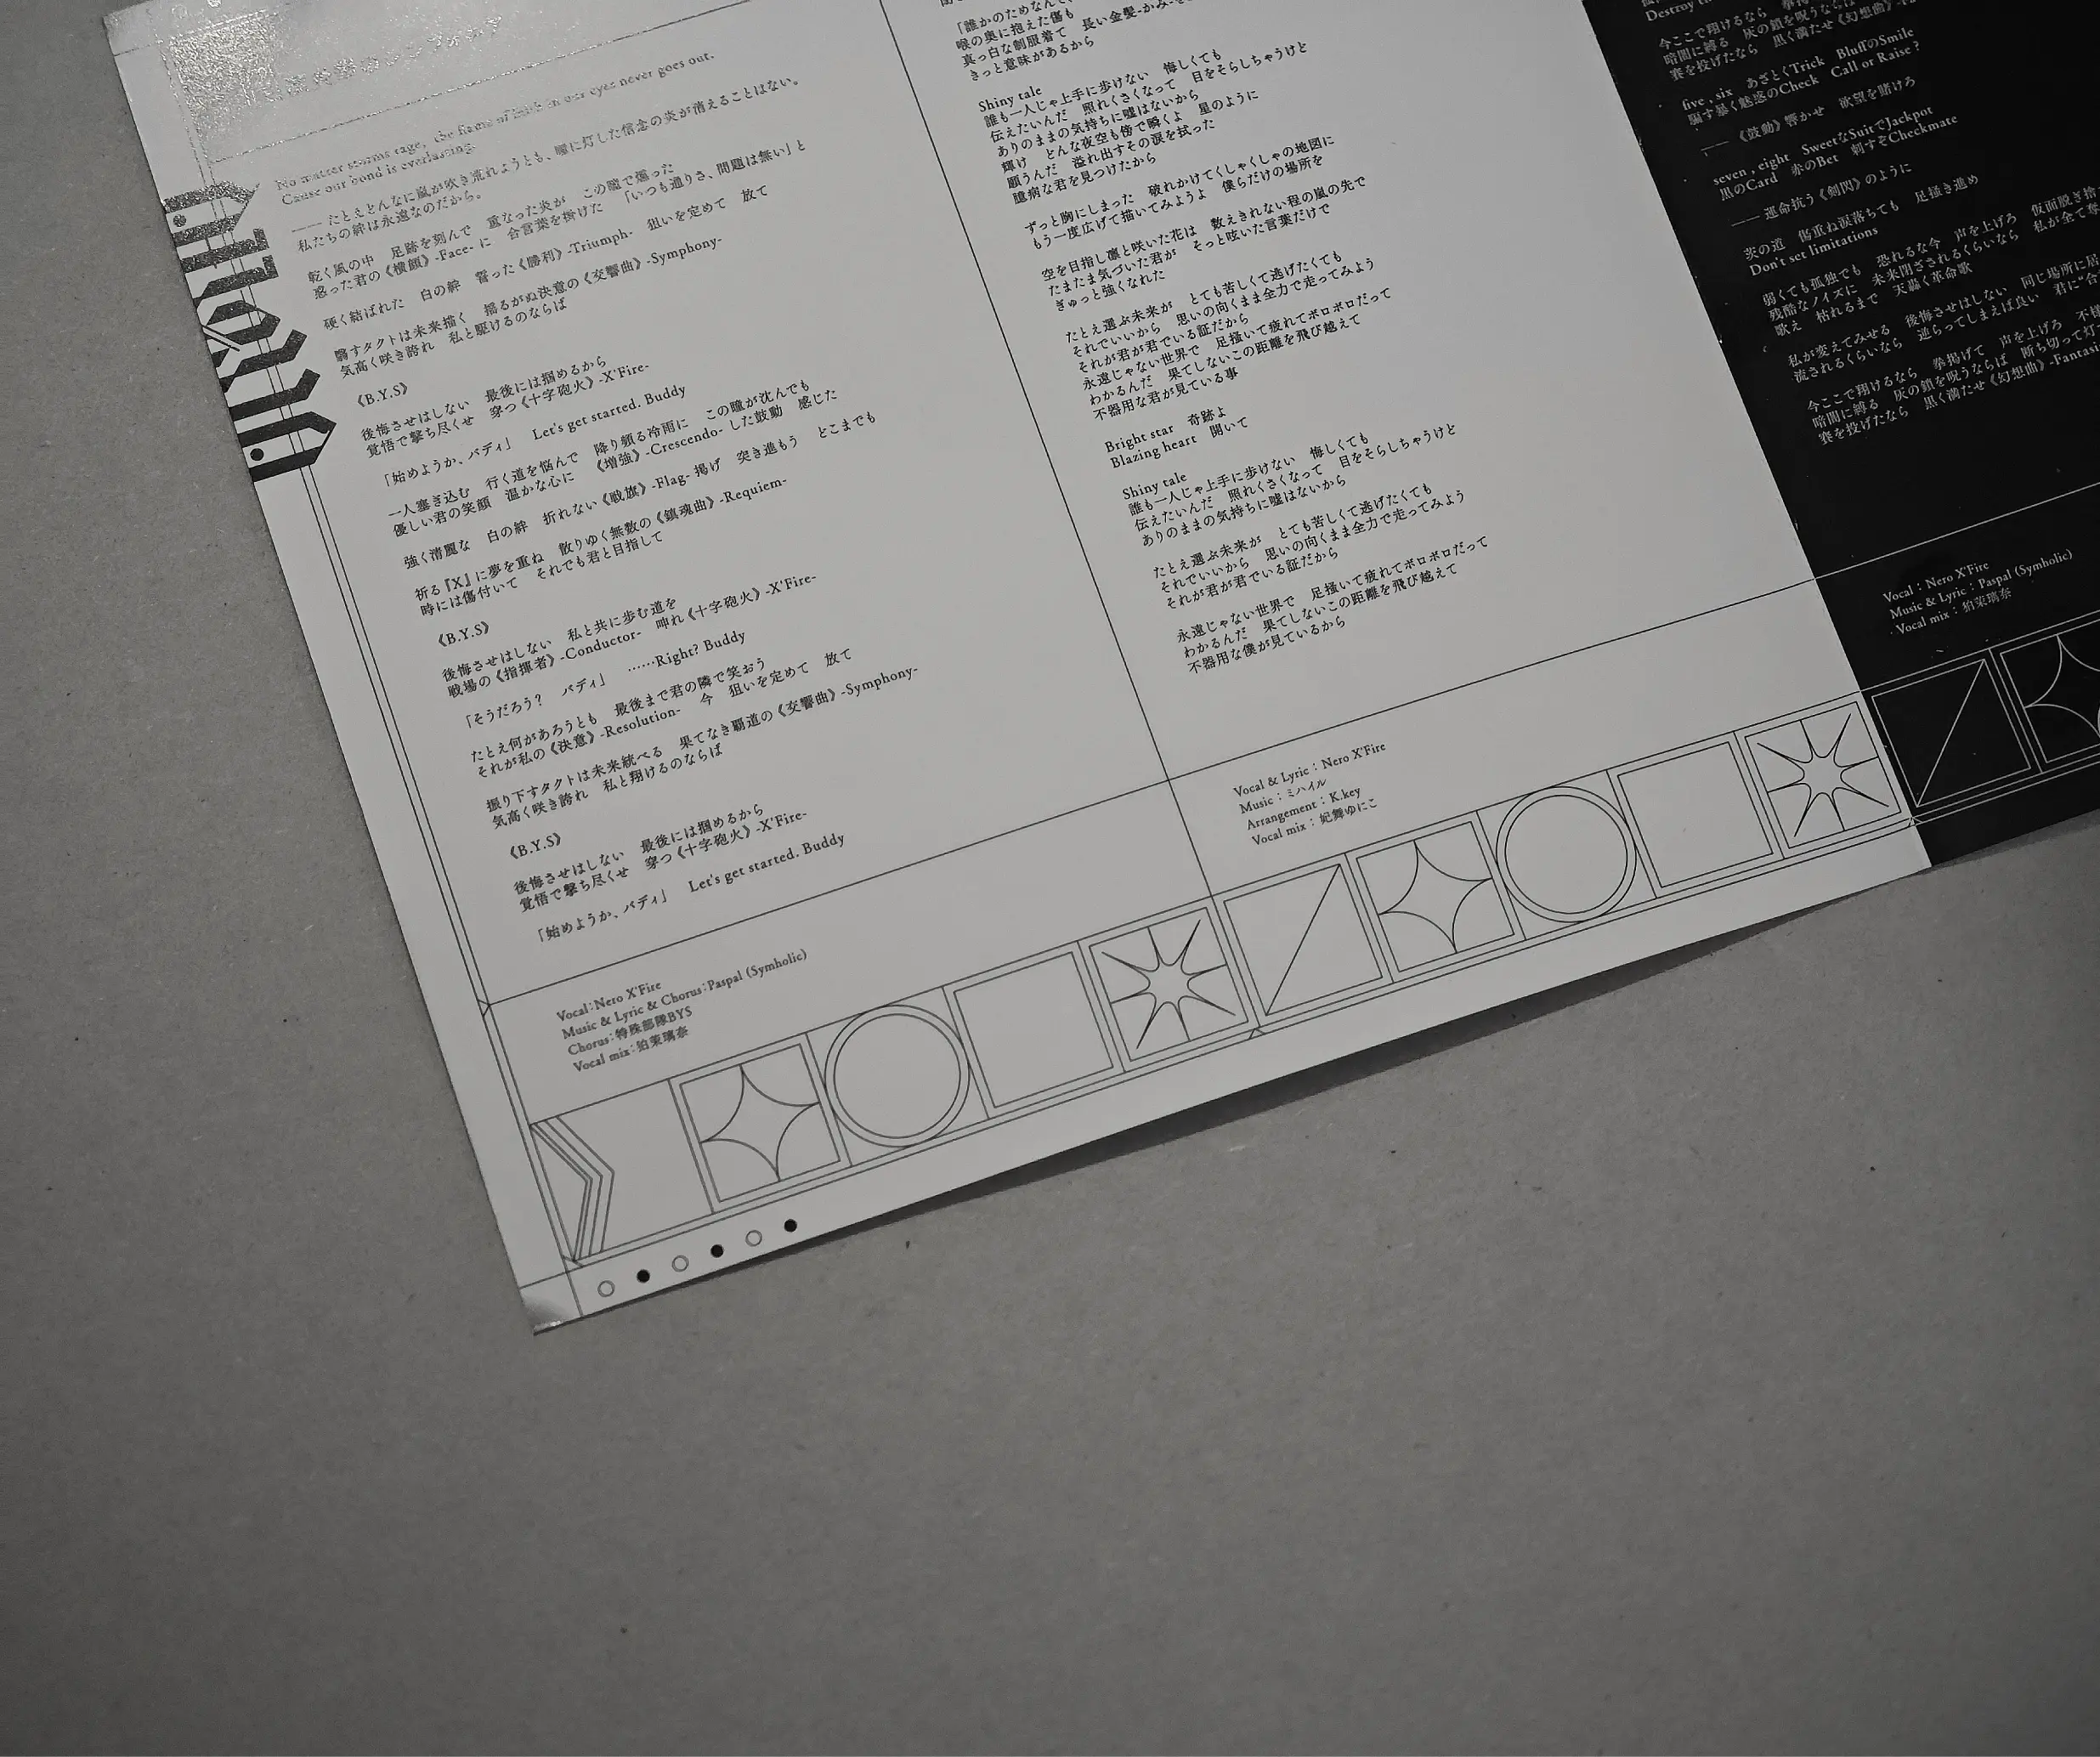 No matter storms rage, the flame of faith in our eyes never goes out.
Cause our bond is everlasting.
―― たとえどんなに嵐が吹き荒れようとも、瞳に灯した信念の炎が消えることはない。
私たちの絆は永遠なのだから。
乾く風の中　足跡を刻んで　重なった炎が　この瞳で燻った
惑った君の《横顔》-Face- に　合言葉を掛けた　「いつも通りさ、問題は無い」と
硬く結ばれた　白の絆　誓った《勝利》-Triumph-　狙いを定めて　放て
翳すタクトは未来描く　揺るがぬ決意の《交響曲》-Symphony-
気高く咲き誇れ　私と駆けるのならば
《B.Y.S》
後悔させはしない　最後には掴めるから
覚悟で撃ち尽くせ　穿つ《十字砲火》-X'Fire-
「始めようか、バディ」　Let's get started. Buddy
一人塞ぎ込む　行く道を悩んで　降り頻る冷雨に　この瞳が沈んでも
優しい君の笑顔　温かな心に　《増強》-Crescendo- した鼓動　感じた
強く清麗な　白の絆　折れない《戦旗》-Flag- 掲げ　突き進もう　どこまでも
祈る『X』に夢を重ね　散りゆく無数の《鎮魂曲》-Requiem-
時には傷付いて　それでも君と目指して
《B.Y.S》
後悔させはしない　私と共に歩む道を
戦場の《指揮者》-Conductor-　呻れ《十字砲火》-X'Fire-
「そうだろう？　バディ」　……Right? Buddy
たとえ何があろうとも　最後まで君の隣で笑おう
それが私の《決意》-Resolution-　今　狙いを定めて　放て
振り下すタクトは未来統べる　果てなき覇道の《交響曲》-Symphony-
気高く咲き誇れ　私と翔けるのならば
《B.Y.S》
後悔させはしない　最後には掴めるから
覚悟で撃ち尽くせ　穿つ《十字砲火》-X'Fire-
「始めようか、バディ」　Let's get started. Buddy
Vocal:Nero X'Fire
Music & Lyric & Chorus:Paspal (Symholic)
Chorus:特殊部隊BYS
Vocal mix:狛茉璃奈
「誰かのためなんて
喉の奥に抱えた傷も
真っ白な制服着て　長い金髪-かみ-を
きっと意味があるから
Shiny tale
誰も一人じゃ上手に歩けない　悔しくても
伝えたいんだ　照れくさくなって　目をそらしちゃうけど
ありのままの気持ちに嘘はないから
輝け　どんな夜空も傍で瞬くよ　星のように
願うんだ　溢れ出すその涙を拭った
臆病な君を見つけたから
ずっと胸にしまった　破れかけてくしゃくしゃの地図に
もう一度広げて描いてみようよ　僕らだけの場所を
空を目指し凛と咲いた花は　数えきれない程の嵐の先で
たまたま気づいた君が　そっと呟いた言葉だけで
ぎゅっと強くなれた
たとえ選ぶ未来が　とても苦しくて逃げたくても
それでいいから　思いの向くまま全力で走ってみよう
それが君が君でいる証だから
永遠じゃない世界で　足掻いて疲れてボロボロだって
わかるんだ　果てしないこの距離を飛び越えて
不器用な君が見ている事
Bright star　奇跡よ
Blazing heart　開いて
Shiny tale
誰も一人じゃ上手に歩けない　悔しくても
伝えたいんだ　照れくさくなって　目をそらしちゃうけど
ありのままの気持ちに嘘はないから
たとえ選ぶ未来が　とても苦しくて逃げたくても
それでいいから　思いの向くまま全力で走ってみよう
それが君が君でいる証だから
永遠じゃない世界で　足掻いて疲れてボロボロだって
わかるんだ　果てしないこの距離を飛び越えて
不器用な僕が見ているから
Vocal & Lyric : Nero X'Fire
Music : ミハイル
Arrangement : K.key
Vocal mix : 妃舞ゆにこ
Destroy
今ここで翔けるなら　拳
暗闇に縛る　灰の鎖を呪うなら
賽を投げたなら　黒く満たせ《幻想曲》
five , six　あざとくTrick　BluffのSmile
騙す暴く魅惑のCheck　Call or Raise ?
―― 《鼓動》響かせ　欲望を賭けろ
seven , eight　SweetなSuitでJackpot
黒のCard　赤のBet　刺すぞCheckmate
―― 運命抗う《剣閃》のように
茨の道　傷重ね涙落ちても　足掻き進め
Don't set limitations
弱くても孤独でも　恐れるな今　声を上げろ　仮面脱ぎ捨
残酷なノイズに　未来閉ざされるくらいなら　私が全て奪
歌え　枯れるまで　天轟く革命歌
私が変えてみせる　後悔させはしない　同じ場所に居
流されるくらいなら　逆らってしまえば良い　君に“合
今ここで翔けるなら　拳掲げて　声を上げろ　不
暗闇に縛る　灰の鎖を呪うならば　断ち切って打
賽を投げたなら　黒く満たせ《幻想曲》-Fantasi
Vocal : Nero X'Fire
Music & Lyric : Paspal (Symholic)
Vocal mix : 狛茉璃奈